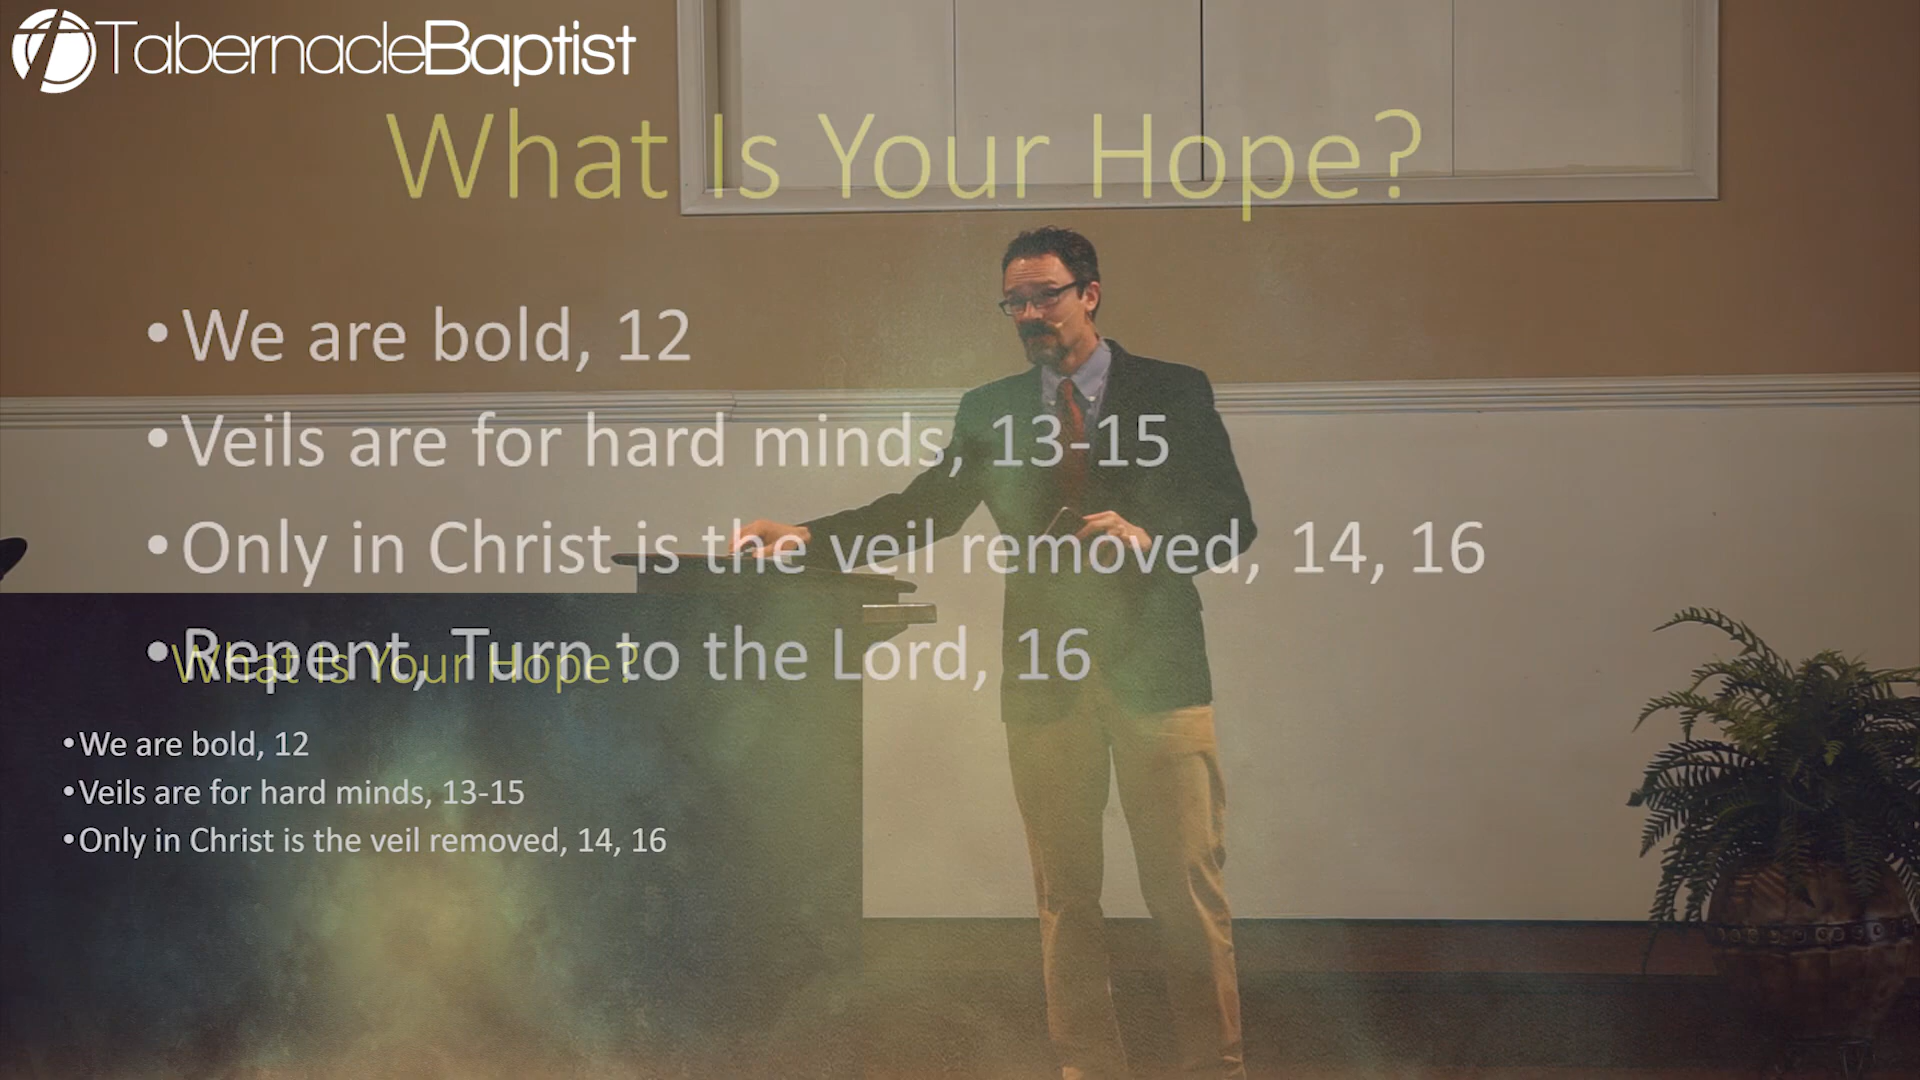 TabernacleBaptist
What Is Your Hope?
• We are bold, 12
• Veils are for hard minds, 13-15
• Only in Christ is the veil removed, 14, 16
• Repent, Turn to the Lord, 16
What Is Your Hope?
• We are bold, 12
• Veils are for hard minds, 13-15
• Only in Christ is the veil removed, 14, 16